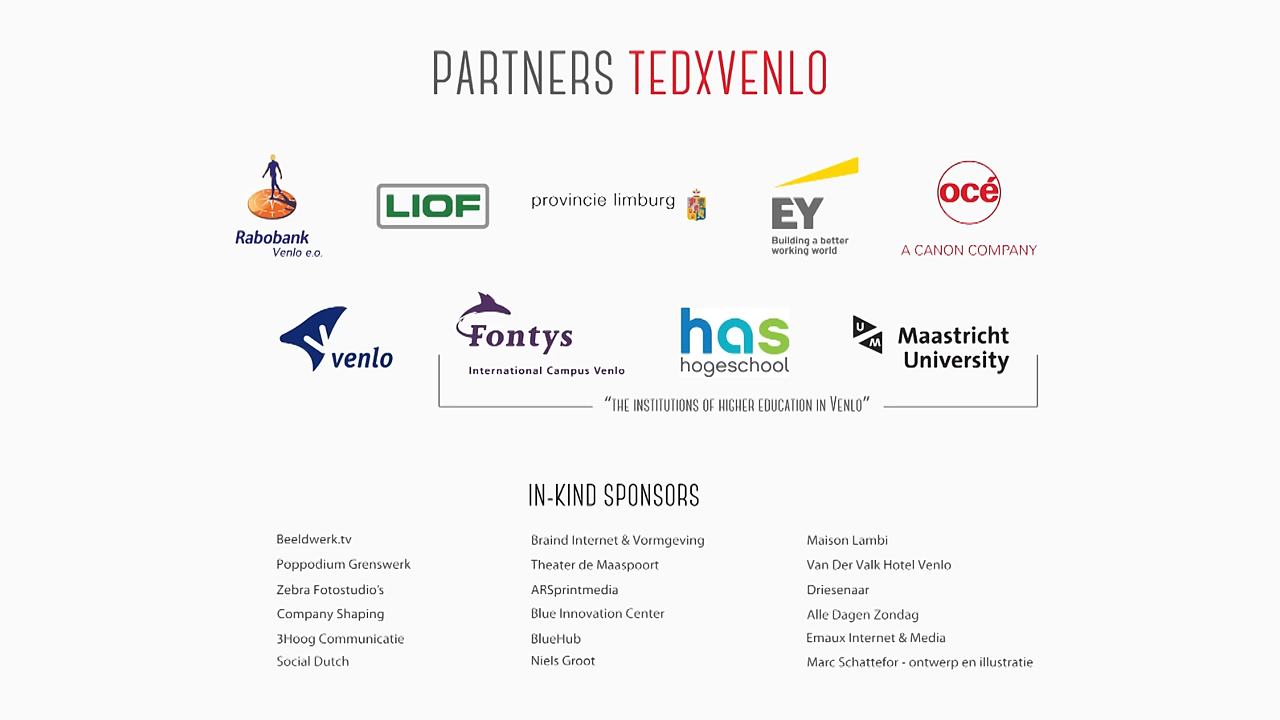 PARTNERS TEDXVENLO
Rabobank
Venlo e.o.
LIOF
provincie limburg
EY
Building a better
working world
océ
A CANON COMPANY
venlo
Fontys
International Campus Venlo
has
hogeschool
UM
Maastricht
University
“THE INSTITUTIONS OF HIGHER EDUCATION IN VENLO”
IN-KIND SPONSORS
Beeldwerk.tv
Poppodium Grenswerk
Zebra Fotostudio's
Company Shaping
3Hoog Communicatie
Social Dutch
Braind Internet & Vormgeving
Theater de Maaspoort
ARSprintmedia
Blue Innovation Center
BlueHub
Niels Groot
Maison Lambi
Van Der Valk Hotel Venlo
Driesenaar
Alle Dagen Zondag
Emaux Internet & Media
Marc Schattefor - ontwerp en illustratie